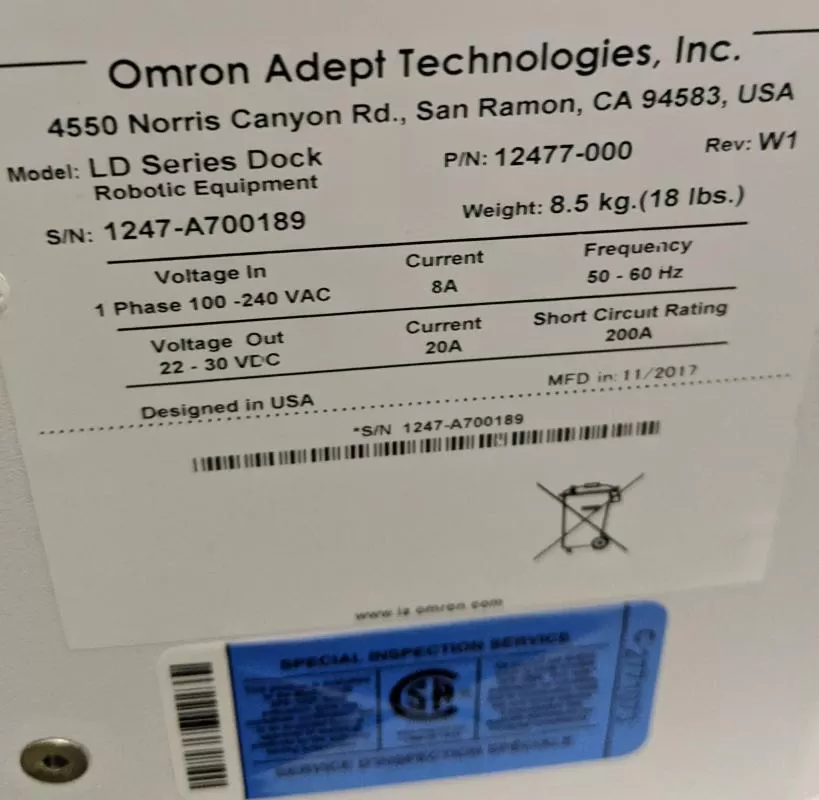 Omron Adept Technologies, Inc.
4550 Norris Canyon Rd., San Ramon, CA 94583, USA
Model: LD Series Dock P/N: 12477-000 Rev: W1
Robotic Equipment
S/N: 1247-A700189 Weight: 8.5 kg.(18 lbs.)
Voltage In Current Frequency
1 Phase 100 -240 VAC 8A 50 - 60 Hz
Voltage Out Current Short Circuit Rating
22 - 30 VDC 20A 200A
Designed in USA MFD in: 11/2017
*S/N 1247-A700189
www.ia.omron.com
SPECIAL INSPECTION SERVICE
SERVICE D'INSPECTION SPECIALE